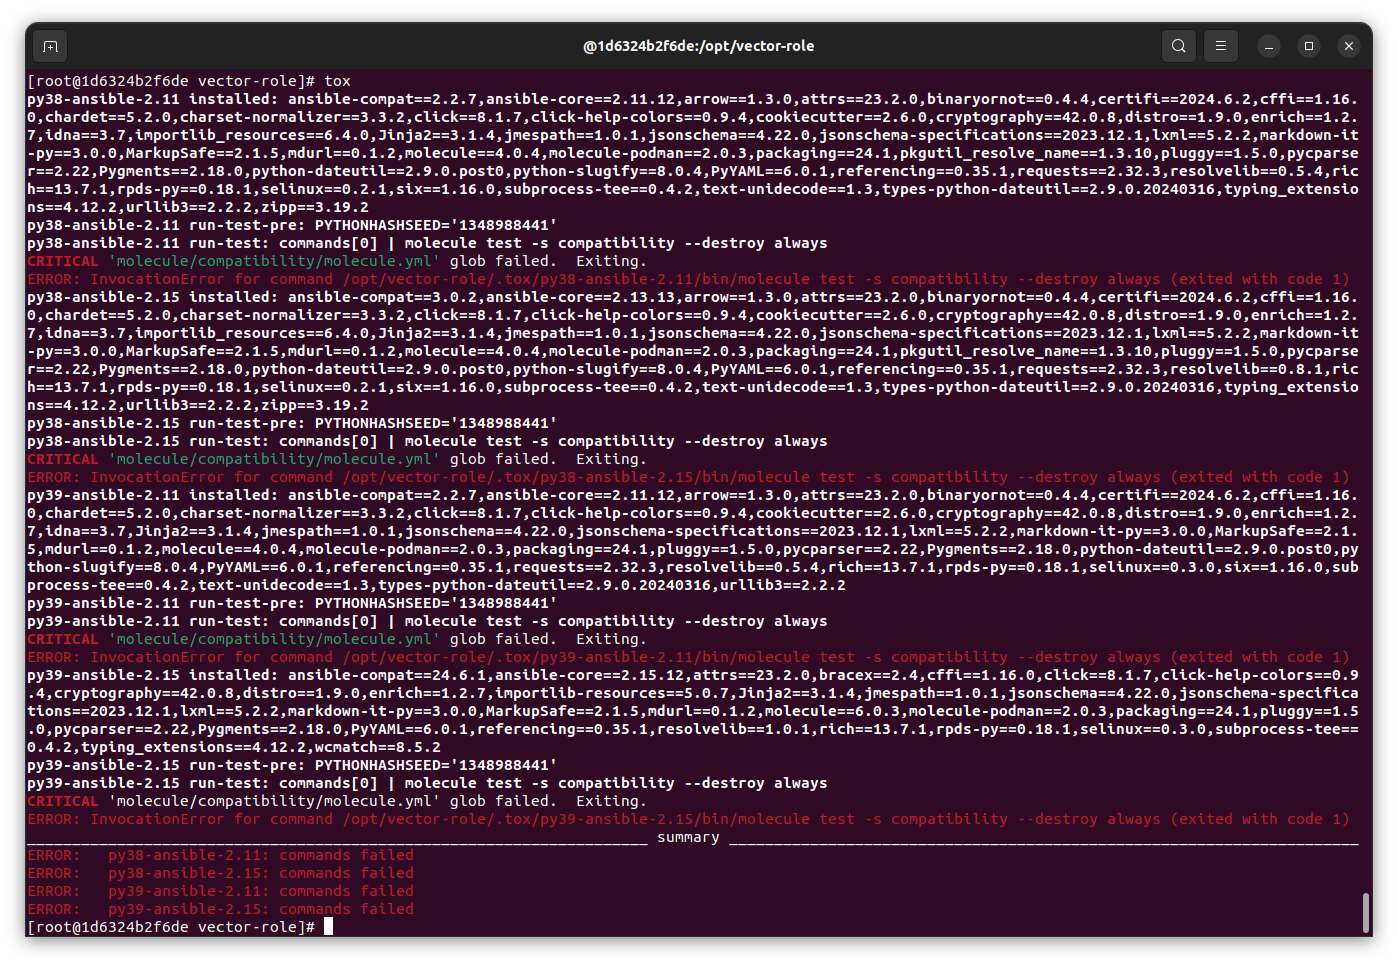 @1d6324b2f6de:/opt/vector-role
[root@1d6324b2f6de vector-role]# tox
py38-ansible-2.11 installed: ansible-compat==2.2.7,ansible-core==2.11.12,arrow==1.3.0,attrs==23.2.0,binaryornot==0.4.4,certifi==2024.6.2,cffi==1.16.
0,chardet==5.2.0,charset-normalizer==3.3.2,click==8.1.7,click-help-colors==0.9.4,cookiecutter==2.6.0,cryptography==42.0.8,distro==1.9.0,enrich==1.2.
7,idna==3.7,importlib_resources==6.4.0,Jinja2==3.1.4,jmespath==1.0.1,jsonschema==4.22.0,jsonschema-specifications==2023.12.1,lxml==5.2.2,markdown-it
-py==3.0.0,MarkupSafe==2.1.5,mdurl==0.1.2,molecule==4.0.4,molecule-podman==2.0.3,packaging==24.1,pkgutil_resolve_name==1.3.10,pluggy==1.5.0,pycparse
r==2.22,Pygments==2.18.0,python-dateutil==2.9.0.post0,python-slugify==8.0.4,PyYAML==6.0.1,referencing==0.35.1,requests==2.32.3,resolvelib==0.5.4,ric
h==13.7.1,rpds-py==0.18.1,selinux==0.2.1,six==1.16.0,subprocess-tee==0.4.2,text-unidecode==1.3,types-python-dateutil==2.9.0.20240316,typing_extensio
ns==4.12.2,urllib3==2.2.2,zipp==3.19.2
py38-ansible-2.11 run-test-pre: PYTHONHASHSEED='1348988441'
py38-ansible-2.11 run-test: commands[0] | molecule test -s compatibility --destroy always
CRITICAL 'molecule/compatibility/molecule.yml' glob failed.  Exiting.
ERROR: InvocationError for command /opt/vector-role/.tox/py38-ansible-2.11/bin/molecule test -s compatibility --destroy always (exited with code 1)
py38-ansible-2.15 installed: ansible-compat==3.0.2,ansible-core==2.13.13,arrow==1.3.0,attrs==23.2.0,binaryornot==0.4.4,certifi==2024.6.2,cffi==1.16.
0,chardet==5.2.0,charset-normalizer==3.3.2,click==8.1.7,click-help-colors==0.9.4,cookiecutter==2.6.0,cryptography==42.0.8,distro==1.9.0,enrich==1.2.
7,idna==3.7,importlib_resources==6.4.0,Jinja2==3.1.4,jmespath==1.0.1,jsonschema==4.22.0,jsonschema-specifications==2023.12.1,lxml==5.2.2,markdown-it
-py==3.0.0,MarkupSafe==2.1.5,mdurl==0.1.2,molecule==4.0.4,molecule-podman==2.0.3,packaging==24.1,pkgutil_resolve_name==1.3.10,pluggy==1.5.0,pycparse
r==2.22,Pygments==2.18.0,python-dateutil==2.9.0.post0,python-slugify==8.0.4,PyYAML==6.0.1,referencing==0.35.1,requests==2.32.3,resolvelib==0.8.1,ric
h==13.7.1,rpds-py==0.18.1,selinux==0.2.1,six==1.16.0,subprocess-tee==0.4.2,text-unidecode==1.3,types-python-dateutil==2.9.0.20240316,typing_extensio
ns==4.12.2,urllib3==2.2.2,zipp==3.19.2
py38-ansible-2.15 run-test-pre: PYTHONHASHSEED='1348988441'
py38-ansible-2.15 run-test: commands[0] | molecule test -s compatibility --destroy always
CRITICAL 'molecule/compatibility/molecule.yml' glob failed.  Exiting.
ERROR: InvocationError for command /opt/vector-role/.tox/py38-ansible-2.15/bin/molecule test -s compatibility --destroy always (exited with code 1)
py39-ansible-2.11 installed: ansible-compat==2.2.7,ansible-core==2.11.12,arrow==1.3.0,attrs==23.2.0,binaryornot==0.4.4,certifi==2024.6.2,cffi==1.16.
0,chardet==5.2.0,charset-normalizer==3.3.2,click==8.1.7,click-help-colors==0.9.4,cookiecutter==2.6.0,cryptography==42.0.8,distro==1.9.0,enrich==1.2.
7,idna==3.7,Jinja2==3.1.4,jmespath==1.0.1,jsonschema==4.22.0,jsonschema-specifications==2023.12.1,lxml==5.2.2,markdown-it-py==3.0.0,MarkupSafe==2.1.
5,mdurl==0.1.2,molecule==4.0.4,molecule-podman==2.0.3,packaging==24.1,pluggy==1.5.0,pycparser==2.22,Pygments==2.18.0,python-dateutil==2.9.0.post0,py
thon-slugify==8.0.4,PyYAML==6.0.1,referencing==0.35.1,requests==2.32.3,resolvelib==0.5.4,rich==13.7.1,rpds-py==0.18.1,selinux==0.3.0,six==1.16.0,sub
process-tee==0.4.2,text-unidecode==1.3,types-python-dateutil==2.9.0.20240316,urllib3==2.2.2
py39-ansible-2.11 run-test-pre: PYTHONHASHSEED='1348988441'
py39-ansible-2.11 run-test: commands[0] | molecule test -s compatibility --destroy always
CRITICAL 'molecule/compatibility/molecule.yml' glob failed.  Exiting.
ERROR: InvocationError for command /opt/vector-role/.tox/py39-ansible-2.11/bin/molecule test -s compatibility --destroy always (exited with code 1)
py39-ansible-2.15 installed: ansible-compat==24.6.1,ansible-core==2.15.12,attrs==23.2.0,bracex==2.4,cffi==1.16.0,click==8.1.7,click-help-colors==0.9
.4,cryptography==42.0.8,distro==1.9.0,enrich==1.2.7,importlib-resources==5.0.7,Jinja2==3.1.4,jmespath==1.0.1,jsonschema==4.22.0,jsonschema-specifica
tions==2023.12.1,lxml==5.2.2,markdown-it-py==3.0.0,MarkupSafe==2.1.5,mdurl==0.1.2,molecule==6.0.3,molecule-podman==2.0.3,packaging==24.1,pluggy==1.5
.0,pycparser==2.22,Pygments==2.18.0,PyYAML==6.0.1,referencing==0.35.1,resolvelib==1.0.1,rich==13.7.1,rpds-py==0.18.1,selinux==0.3.0,subprocess-tee==
0.4.2,typing_extensions==4.12.2,wcmatch==8.5.2
py39-ansible-2.15 run-test-pre: PYTHONHASHSEED='1348988441'
py39-ansible-2.15 run-test: commands[0] | molecule test -s compatibility --destroy always
CRITICAL 'molecule/compatibility/molecule.yml' glob failed.  Exiting.
ERROR: InvocationError for command /opt/vector-role/.tox/py39-ansible-2.15/bin/molecule test -s compatibility --destroy always (exited with code 1)
_____________________________________________________________________ summary ______________________________________________________________________
ERROR:   py38-ansible-2.11: commands failed
ERROR:   py38-ansible-2.15: commands failed
ERROR:   py39-ansible-2.11: commands failed
ERROR:   py39-ansible-2.15: commands failed
[root@1d6324b2f6de vector-role]#